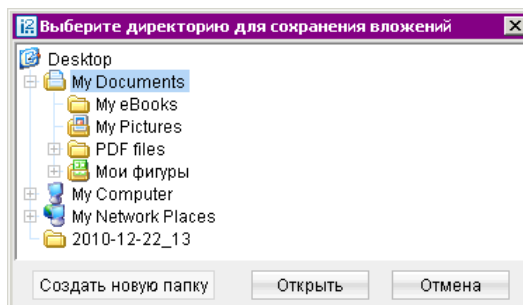 i2 Выберите директорию для сохранения вложений
Desktop
My Documents
My eBooks
My Pictures
PDF files
Мои фигуры
My Computer
My Network Places
2010-12-22_13
Создать новую папку Открыть Отмена